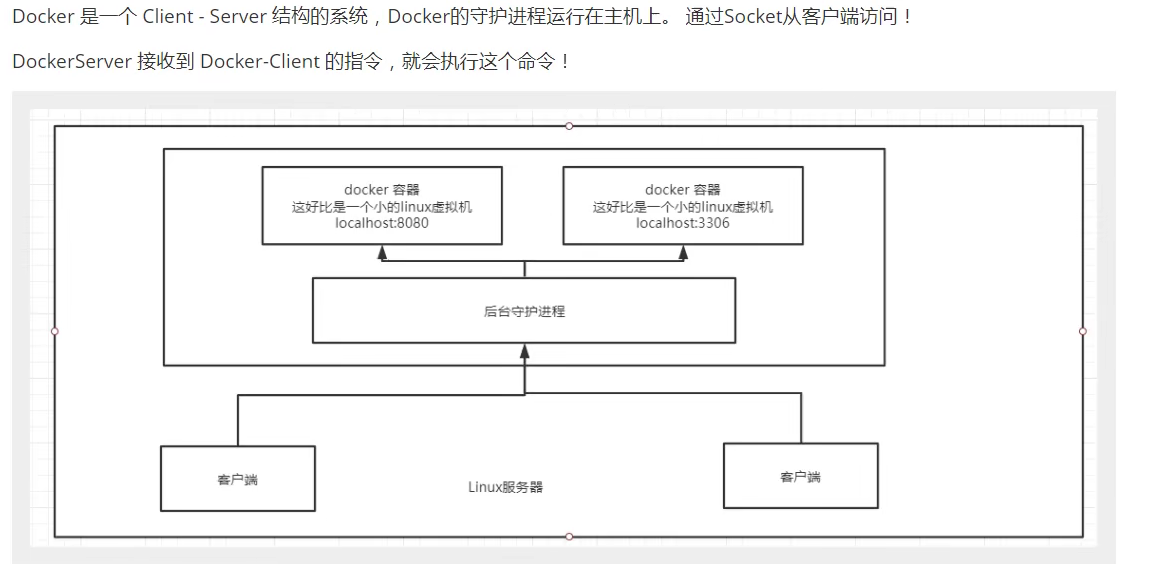 Docker 是一个 Client - Server 结构的系统，Docker的守护进程运行在主机上。 通过Socket从客户端访问！
DockerServer 接收到 Docker-Client 的指令，就会执行这个命令！
docker 容器
这好比是一个小的linux虚拟机
localhost:8080
docker 容器
这好比是一个小的linux虚拟机
localhost:3306
后台守护进程
客户端
Linux服务器
客户端